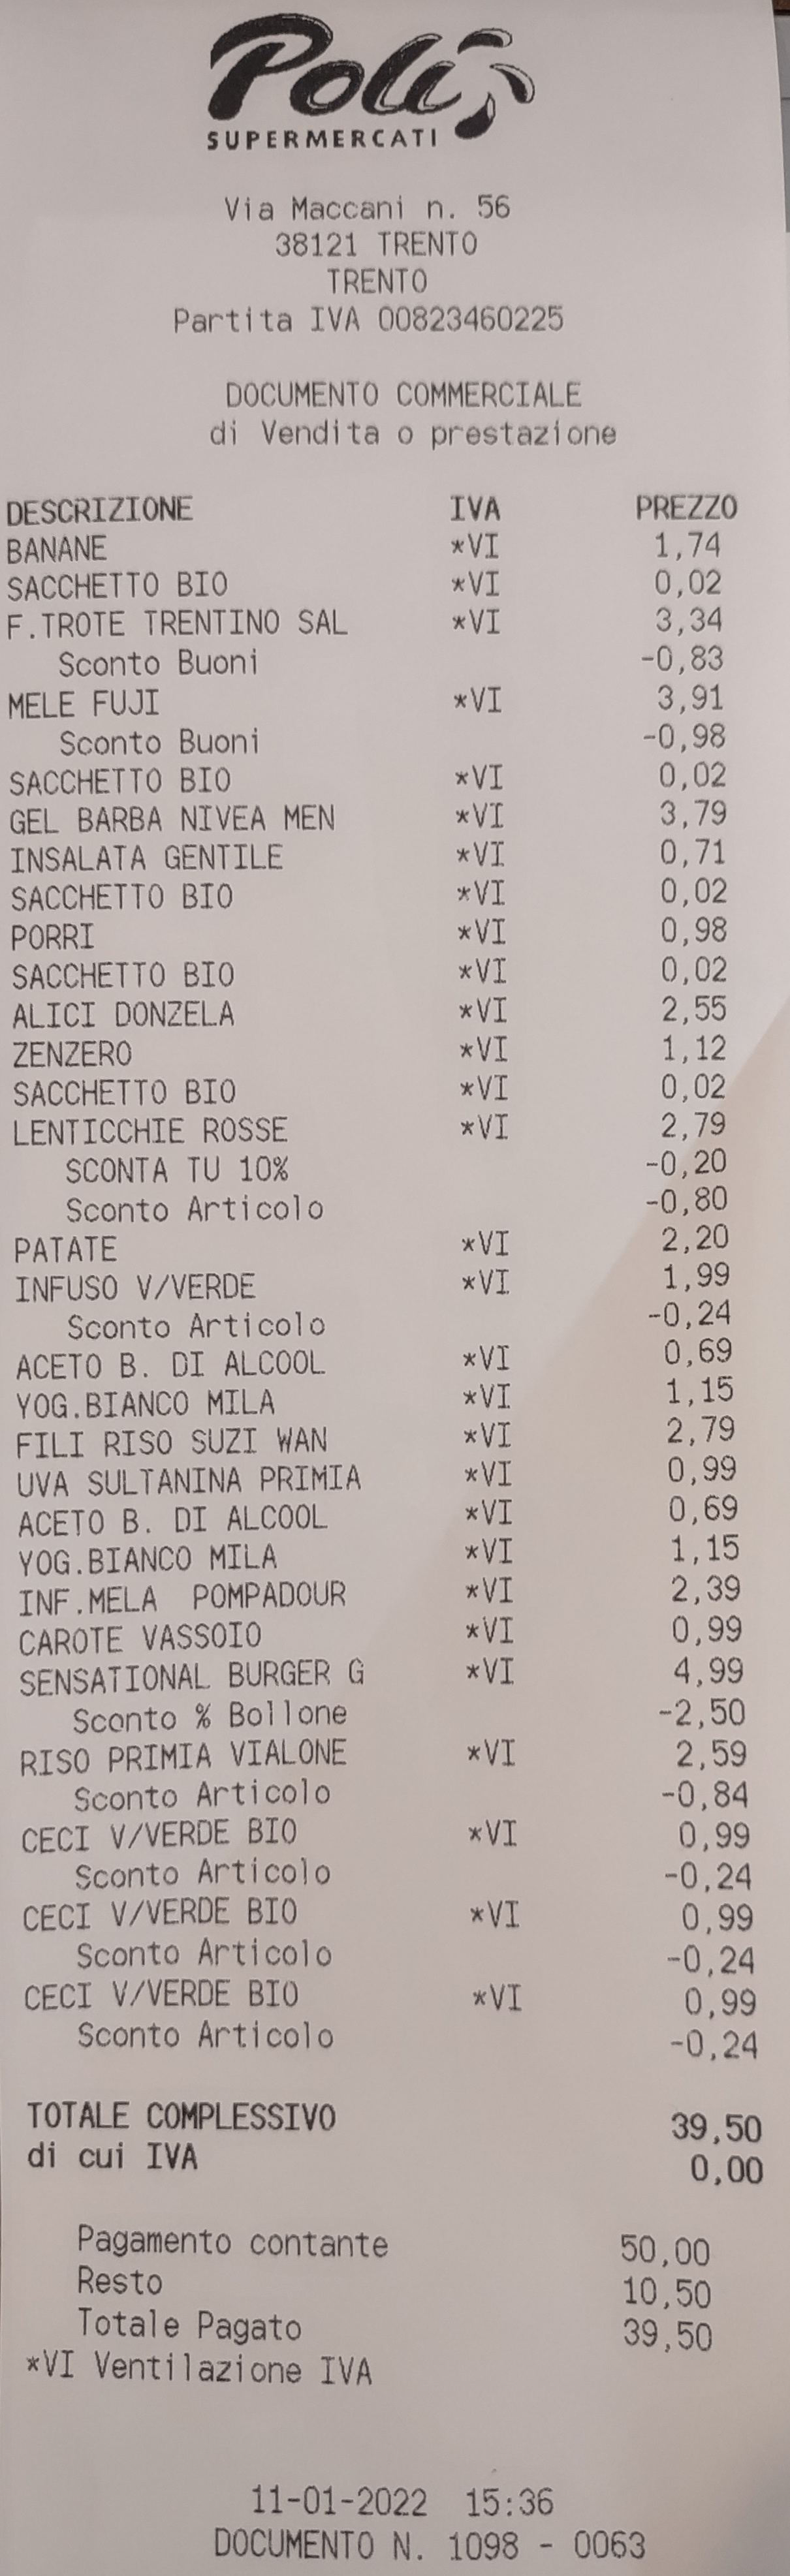 Poli
SUPERMERCATI
Via Maccani n. 56
38121 TRENTO
TRENTO
Partita IVA 00823460225
DOCUMENTO COMMERCIALE
di Vendita o prestazione
DESCRIZIONE IVA PREZZO
BANANE *VI 1,74
SACCHETTO BIO *VI 0,02
F.TROTE TRENTINO SAL *VI 3,34
Sconto Buoni -0,83
MELE FUJI *VI 3,91
Sconto Buoni -0,98
SACCHETTO BIO *VI 0,02
GEL BARBA NIVEA MEN *VI 3,79
INSALATA GENTILE *VI 0,71
SACCHETTO BIO *VI 0,02
PORRI *VI 0,98
SACCHETTO BIO *VI 0,02
ALICI DONZELA *VI 2,55
ZENZERO *VI 1,12
SACCHETTO BIO *VI 0,02
LENTICCHIE ROSSE *VI 2,79
SCONTA TU 10% -0,20
Sconto Articolo -0,80
PATATE *VI 2,20
INFUSO V/VERDE *VI 1,99
Sconto Articolo -0,24
ACETO B. DI ALCOOL *VI 0,69
YOG.BIANCO MILA *VI 1,15
FILI RISO SUZI WAN *VI 2,79
UVA SULTANINA PRIMIA *VI 0,99
ACETO B. DI ALCOOL *VI 0,69
YOG.BIANCO MILA *VI 1,15
INF.MELA POMPADOUR *VI 2,39
CAROTE VASSOIO *VI 0,99
SENSATIONAL BURGER G *VI 4,99
Sconto % Bollone -2,50
RISO PRIMIA VIALONE *VI 2,59
Sconto Articolo -0,84
CECI V/VERDE BIO *VI 0,99
Sconto Articolo -0,24
CECI V/VERDE BIO *VI 0,99
Sconto Articolo -0,24
CECI V/VERDE BIO *VI 0,99
Sconto Articolo -0,24
TOTALE COMPLESSIVO 39,50
di cui IVA 0,00
Pagamento contante 50,00
Resto 10,50
Totale Pagato 39,50
*VI Ventilazione IVA
11-01-2022 15:36
DOCUMENTO N. 1098 - 0063